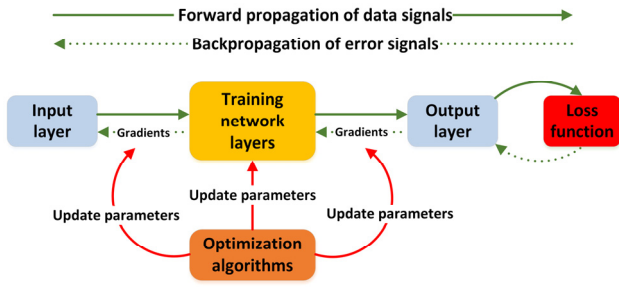 Forward propagation of data signals
Backpropagation of error signals
Input
layer
Gradients
Training
network
layers
Gradients
Output
layer
Loss
function
Update parameters
Update parameters
Update parameters
Optimization
algorithms